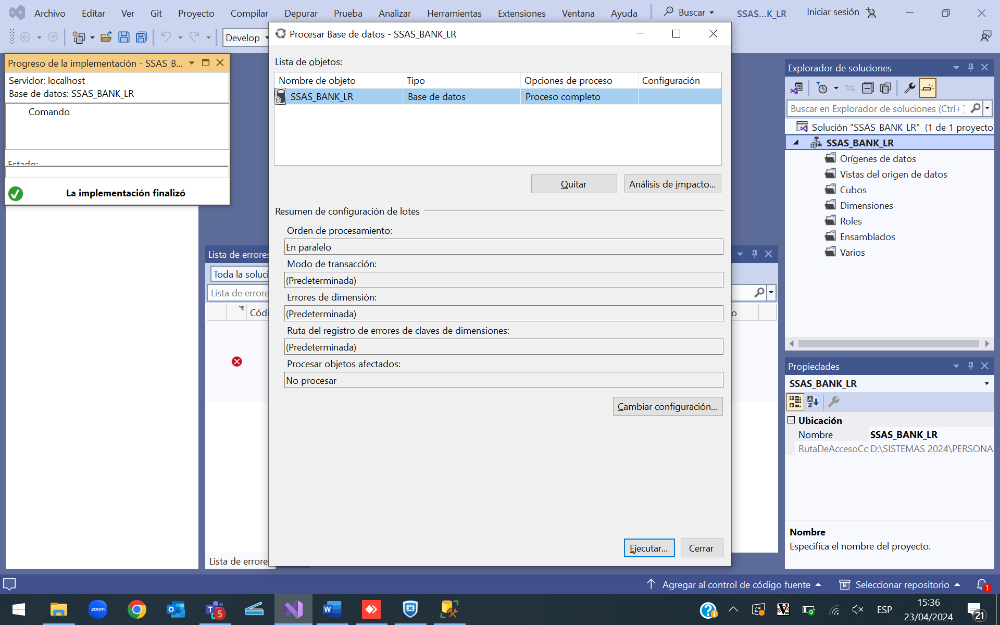 Archivo Editar Ver Git Proyecto Compilar Depurar Prueba Analizar Herramientas Extensiones Ventana Ayuda Buscar SSAS...K_LR Iniciar sesión
Develop
Progreso de la implementación - SSAS_B...
Servidor: localhost
Base de datos: SSAS_BANK_LR
Comando
Estado:
La implementación finalizó
Procesar Base de datos - SSAS_BANK_LR
Lista de objetos:
Nombre de objeto Tipo Opciones de proceso Configuración
SSAS_BANK_LR Base de datos Proceso completo
Quitar Análisis de impacto...
Resumen de configuración de lotes
Orden de procesamiento:
En paralelo
Modo de transacción:
(Predeterminada)
Errores de dimensión:
(Predeterminada)
Ruta del registro de errores de claves de dimensiones:
(Predeterminada)
Procesar objetos afectados:
No procesar
Cambiar configuración...
Ejecutar... Cerrar
Lista de errores
Toda la soluci
Lista de errore
Códi
o
Lista de errore
Explorador de soluciones
Buscar en Explorador de soluciones (Ctrl+
Solución "SSAS_BANK_LR" (1 de 1 proyecto)
SSAS_BANK_LR
Orígenes de datos
Vistas del origen de datos
Cubos
Dimensiones
Roles
Ensamblados
Varios
Propiedades
SSAS_BANK_LR
Ubicación
Nombre SSAS_BANK_LR
RutaDeAccesoCo D:\SISTEMAS 2024\PERSONA
Nombre
Especifica el nombre del proyecto.
Agregar al control de código fuente Seleccionar repositorio 1
zoom 5 ESP 15:36
23/04/2024 21